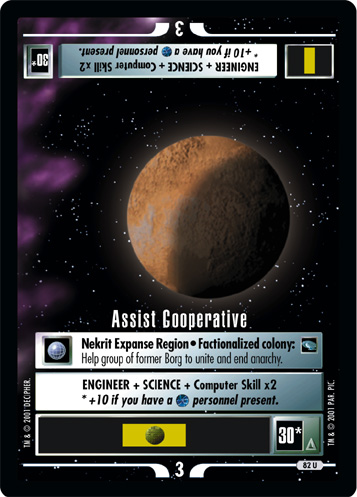 3
ENGINEER + SCIENCE + Computer Skill x2
* +10 if you have a personnel present.
30*
Assist Cooperative
Nekrit Expanse Region • Factionalized colony:
Help group of former Borg to unite and end anarchy.
ENGINEER + SCIENCE + Computer Skill x2
* +10 if you have a personnel present.
30*
TM & © 2001 DECIPHER.
TM & © 2001 PAR. PIC.
3
82 U